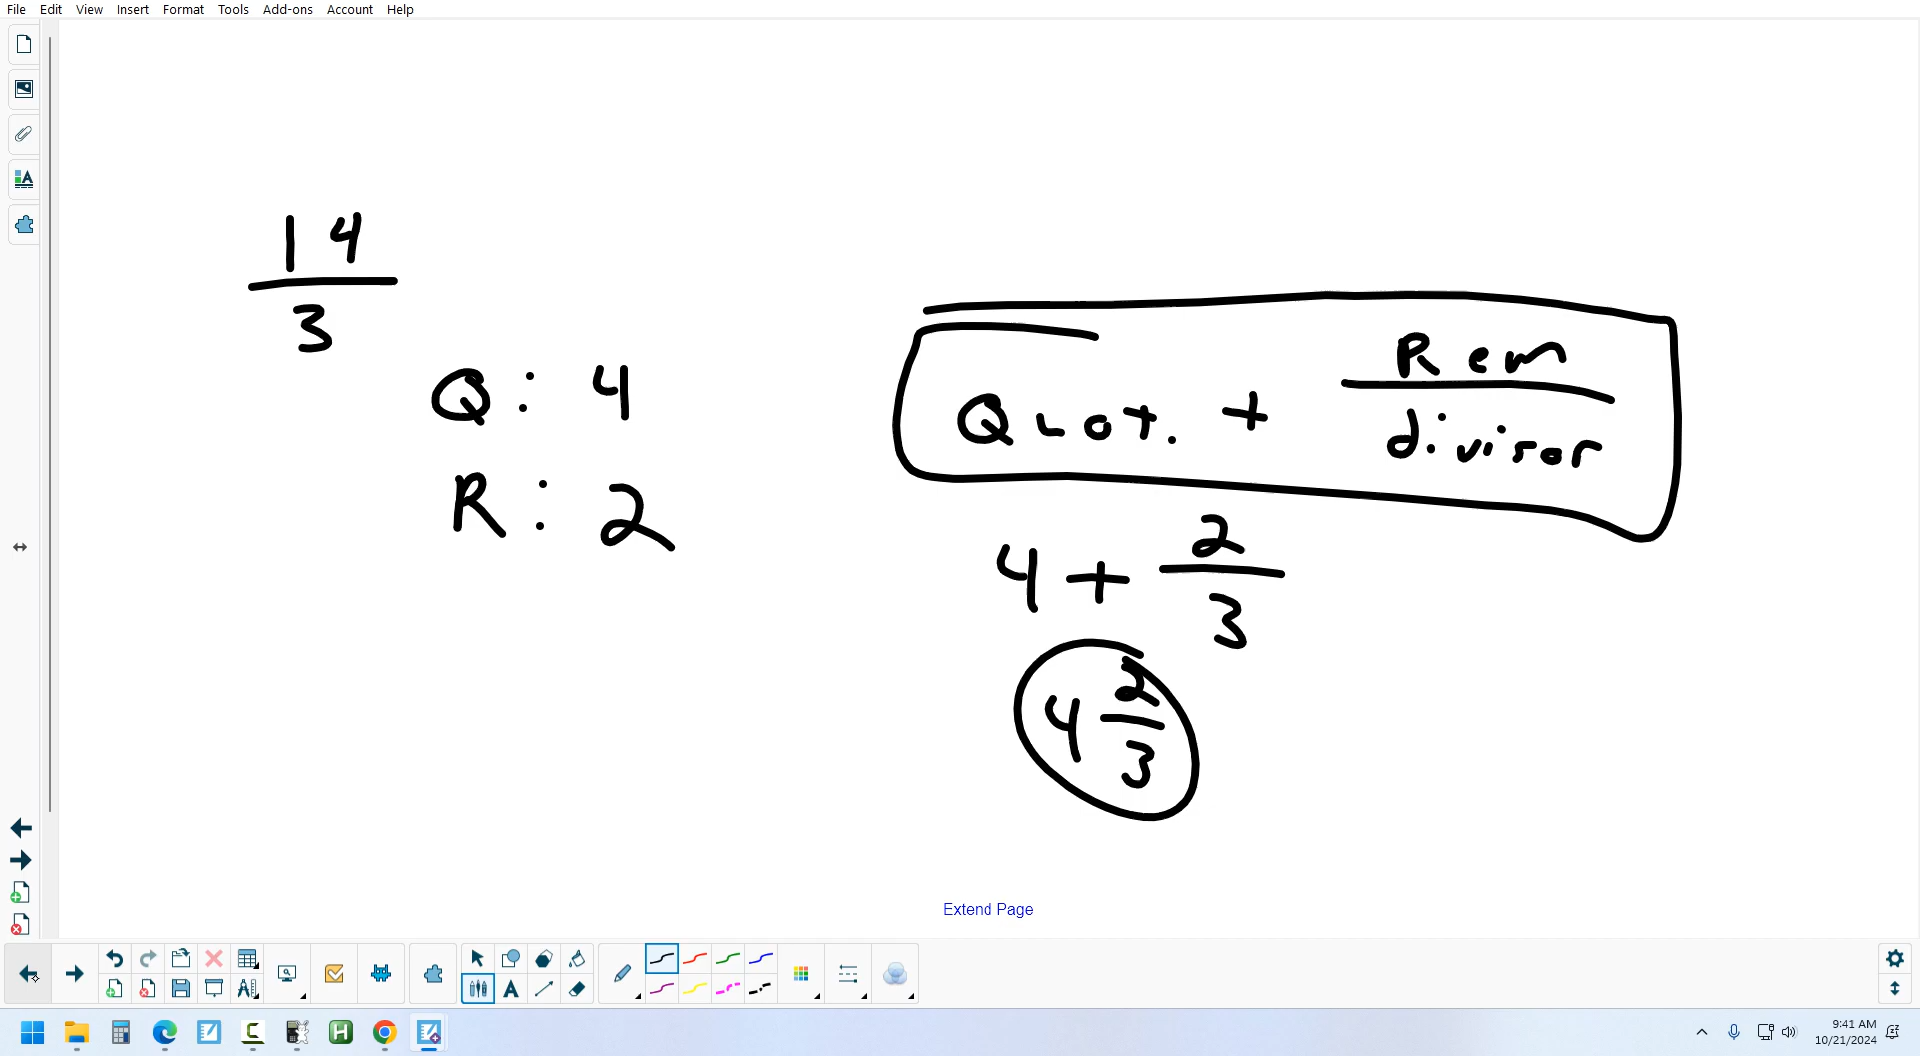 File Edit View Insert Format Tools Add-ons Account Help
14
3
Q: 4
R: 2
Quot. + Rem
divisor
4 + 2
3
4 2
3
Extend Page
9:41 AM
10/21/2024